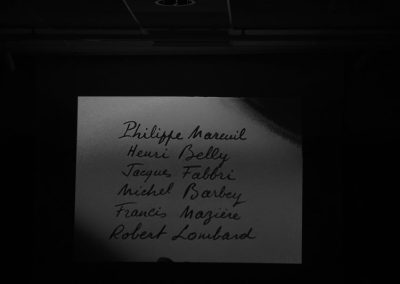 Philippe Mareuil
Henri Belly
Jacques Fabbri
Michel Barbey
Francis Mazière
Robert Lombard